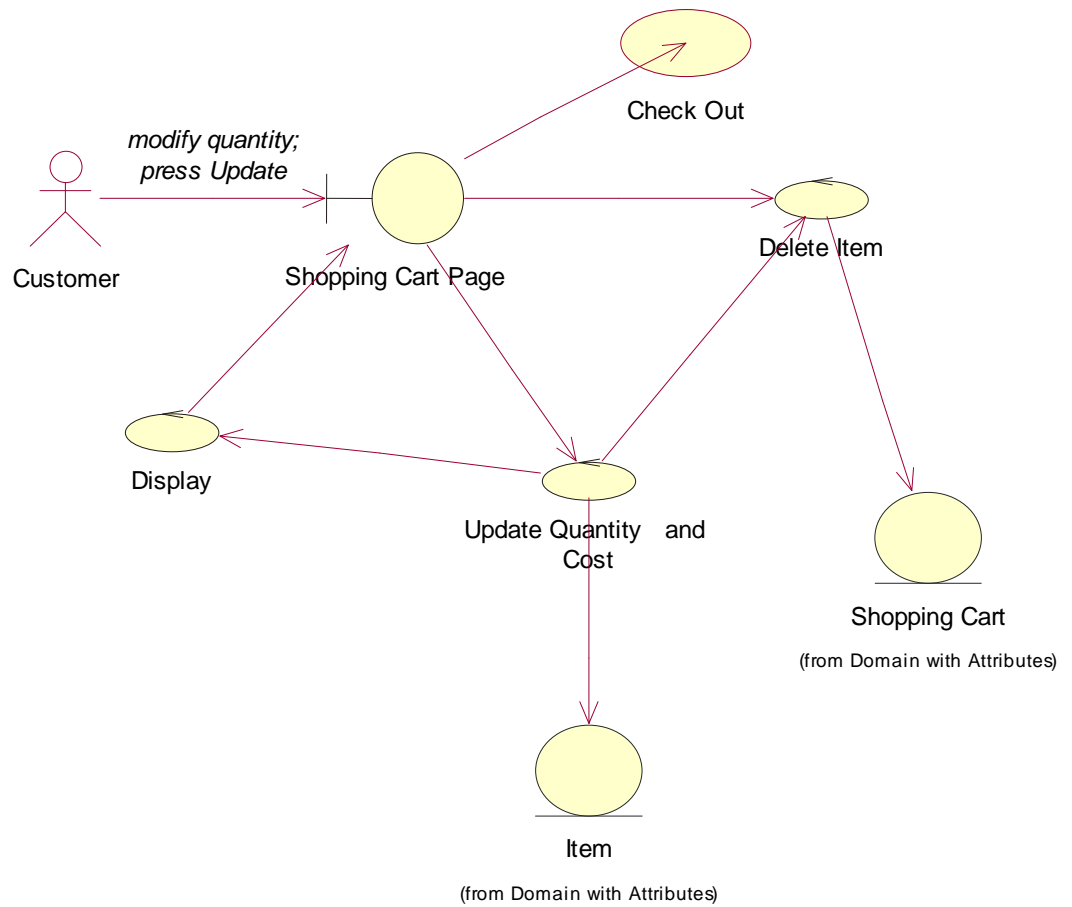 Check Out
modify quantity;
press Update
Customer
Shopping Cart Page
Delete Item
Display
Update Quantity and
Cost
Shopping Cart
(from Domain with Attributes)
Item
(from Domain with Attributes)